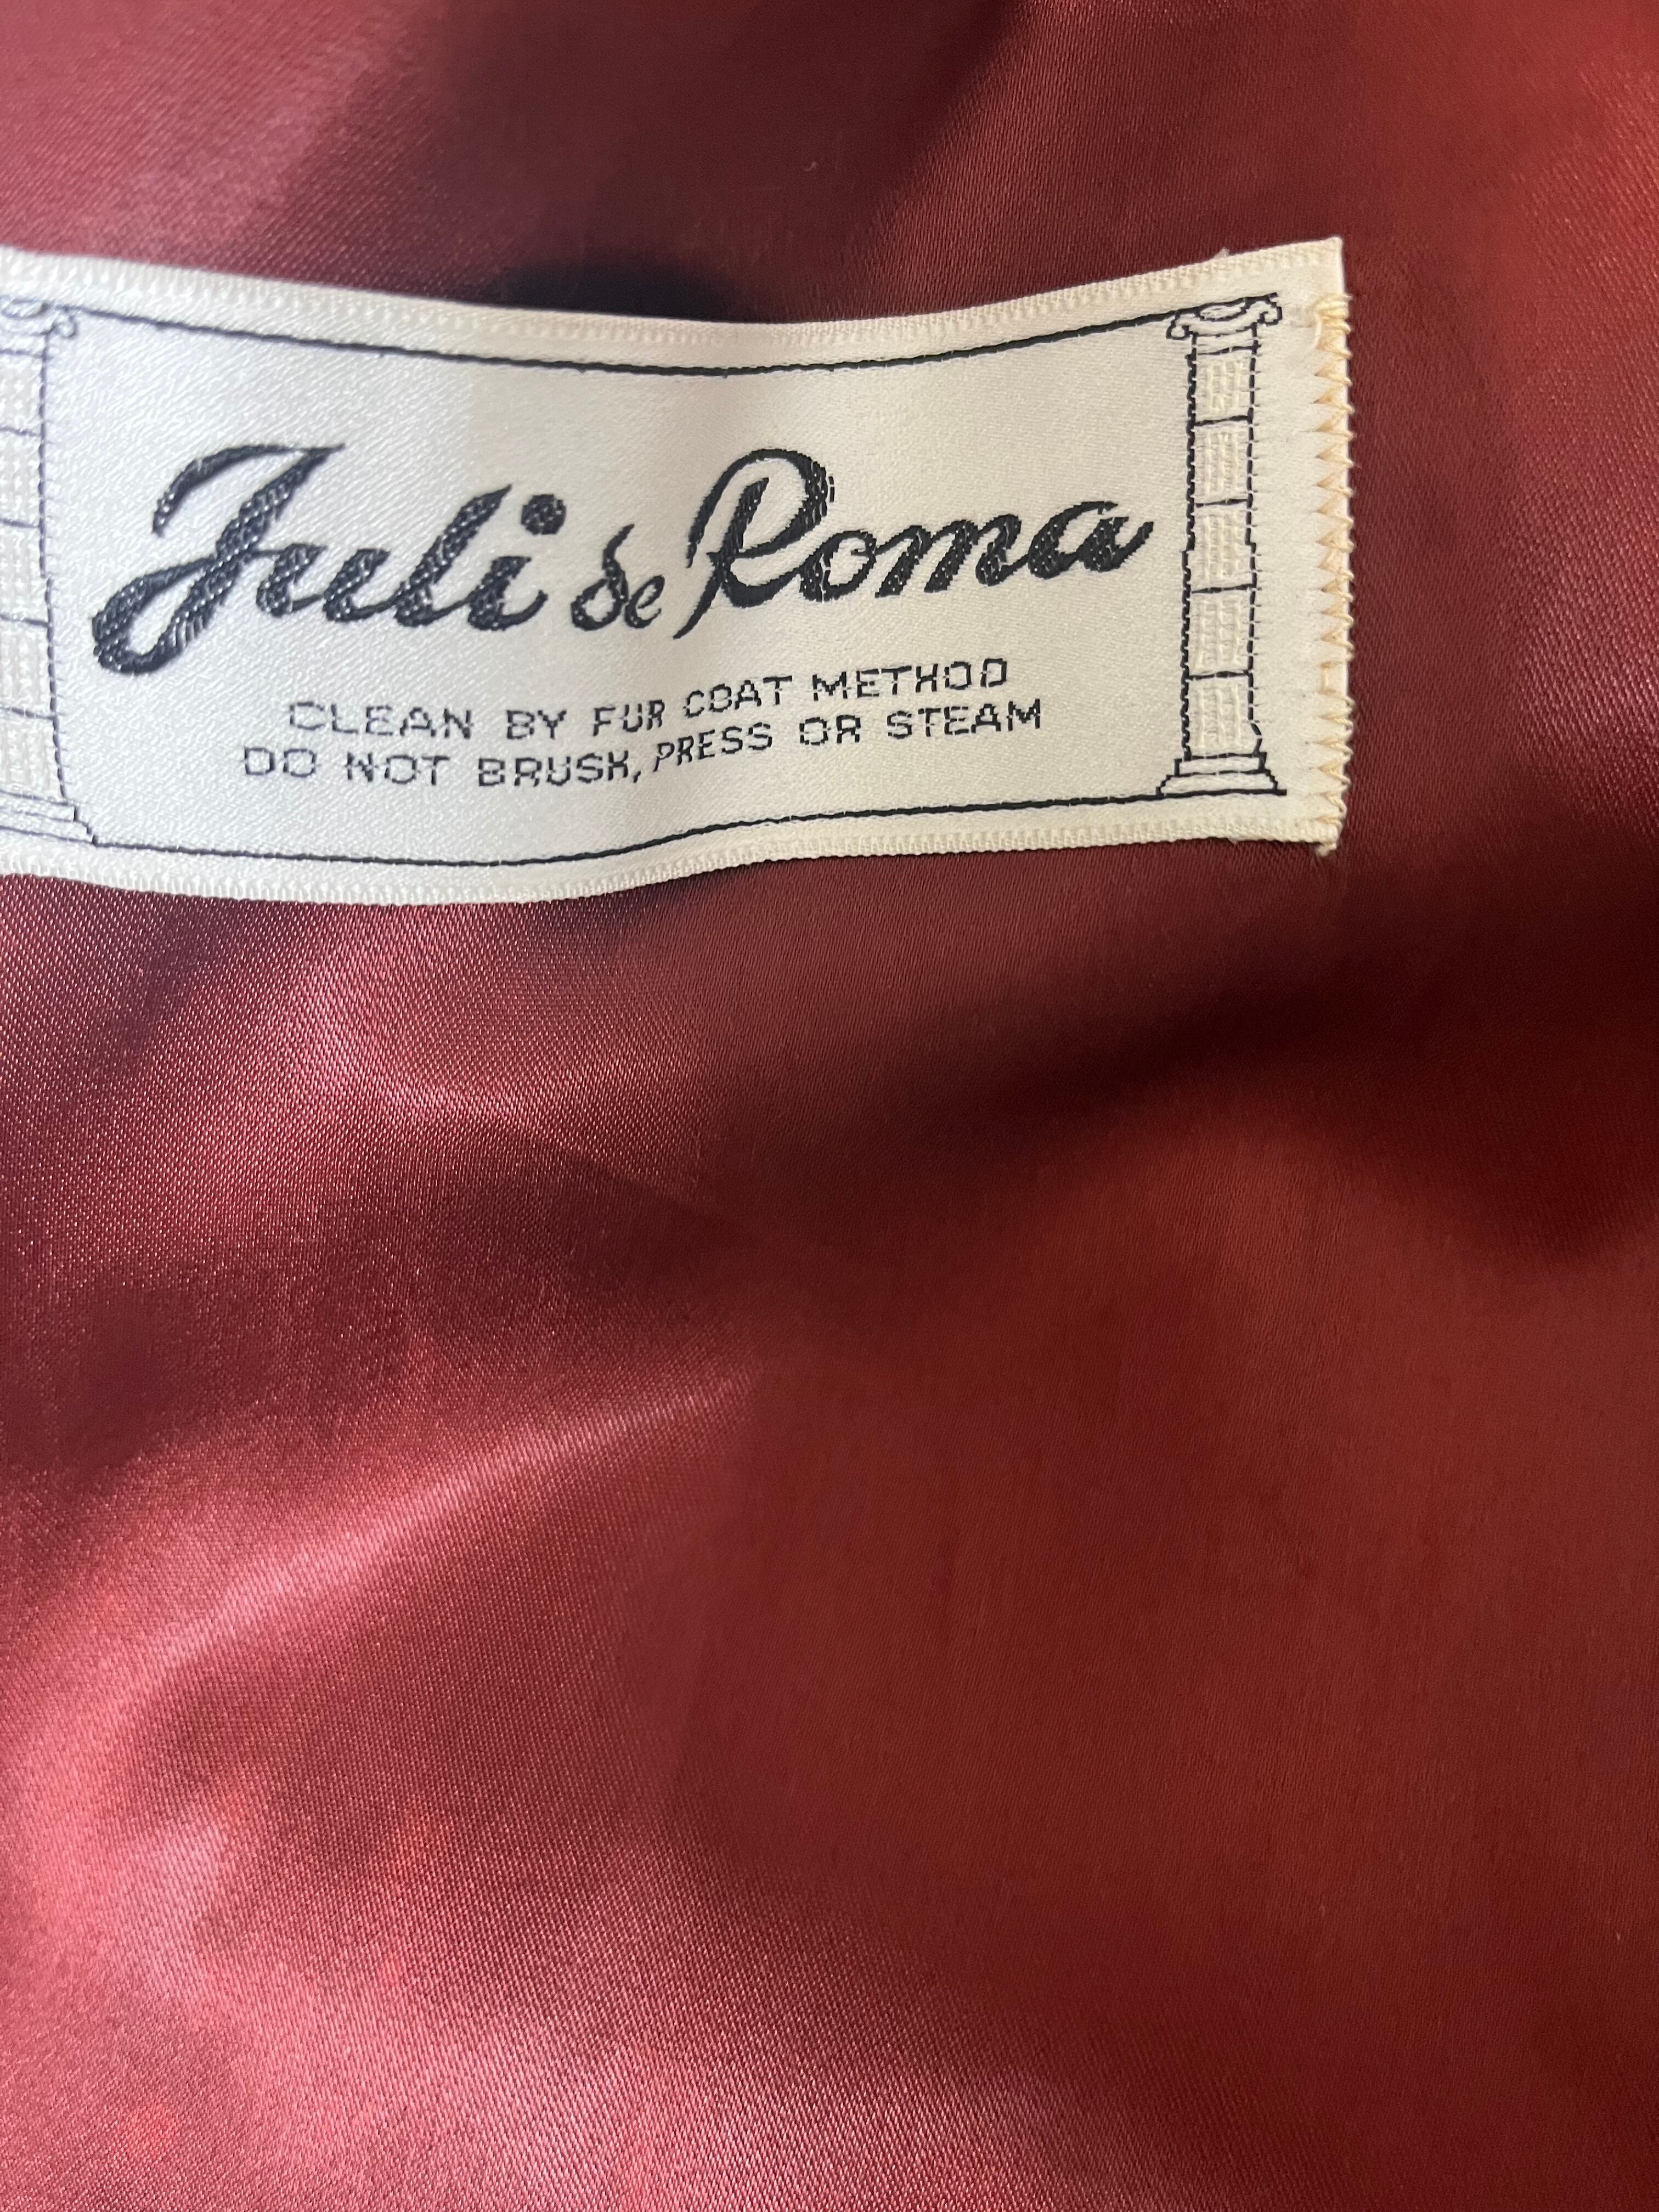 Juli de Roma
CLEAN BY FUR COAT METHOD
DO NOT BRUSH, PRESS OR STEAM